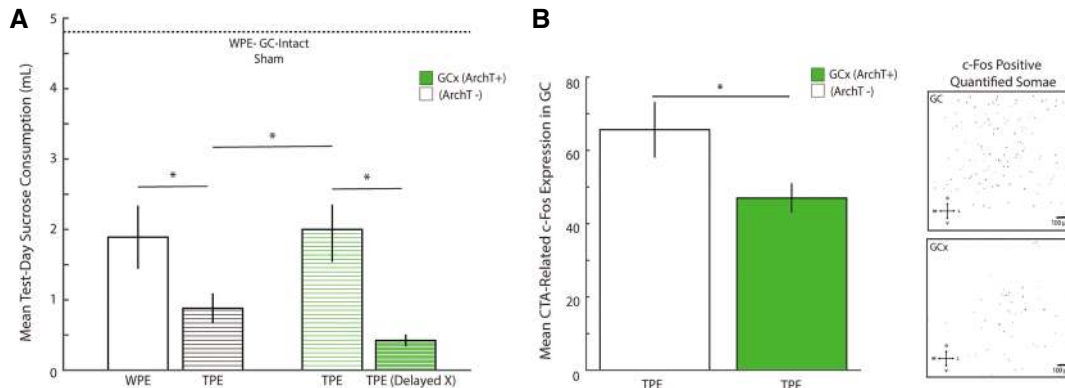 A
5
4
3
2
1
0
Mean Test-Day Sucrose Consumption (mL)
WPE- GC-Intact
Sham
GCx (ArchT+)
(ArchT -)
*
*
*
WPE
TPE
TPE
TPE (Delayed X)
B
80
60
40
20
0
Mean CTA-Related c-Fos Expression in GC
GCx (ArchT+)
(ArchT -)
*
TPE
TPE
c-Fos Positive
Quantified Somae
GC
100 µ
GCx
100 µ